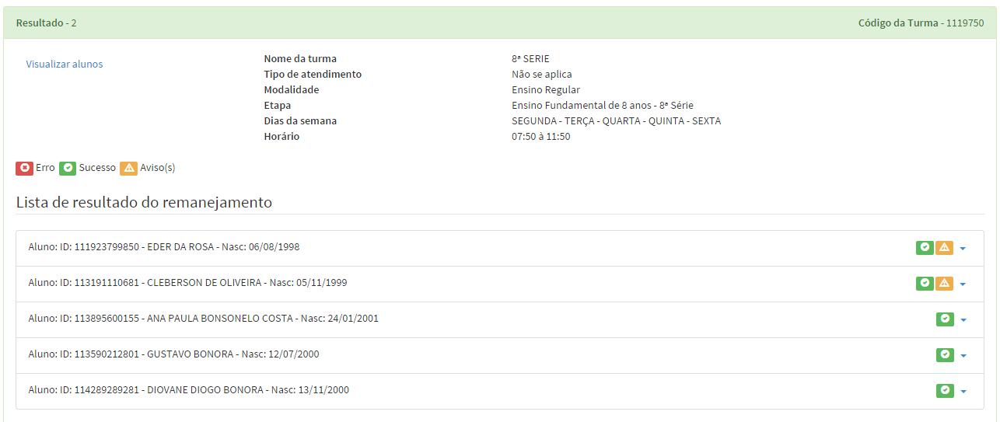 Resultado - 2 Código da Turma - 1119750
Visualizar alunos
Nome da turma 8ª SERIE
Tipo de atendimento Não se aplica
Modalidade Ensino Regular
Etapa Ensino Fundamental de 8 anos - 8ª Série
Dias da semana SEGUNDA - TERÇA - QUARTA - QUINTA - SEXTA
Horário 07:50 à 11:50
Erro Sucesso Aviso(s)
Lista de resultado do remanejamento
Aluno: ID: 111923799850 - EDER DA ROSA - Nasc: 06/08/1998
Aluno: ID: 113191110681 - CLEBERSON DE OLIVEIRA - Nasc: 05/11/1999
Aluno: ID: 113895600155 - ANA PAULA BONSONELO COSTA - Nasc: 24/01/2001
Aluno: ID: 113590212801 - GUSTAVO BONORA - Nasc: 12/07/2000
Aluno: ID: 114289289281 - DIOVANE DIOGO BONORA - Nasc: 13/11/2000